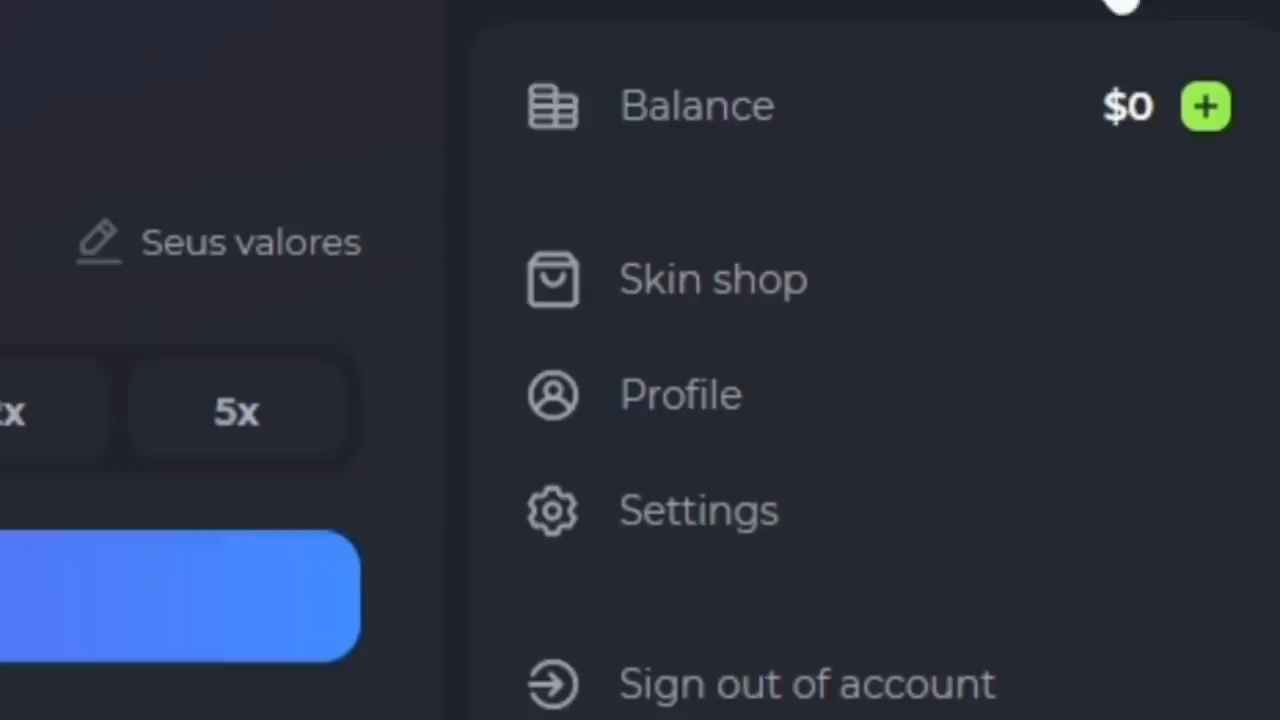 Balance $0 +
Seus valores
Skin shop
Profile
5x
Settings
Sign out of account